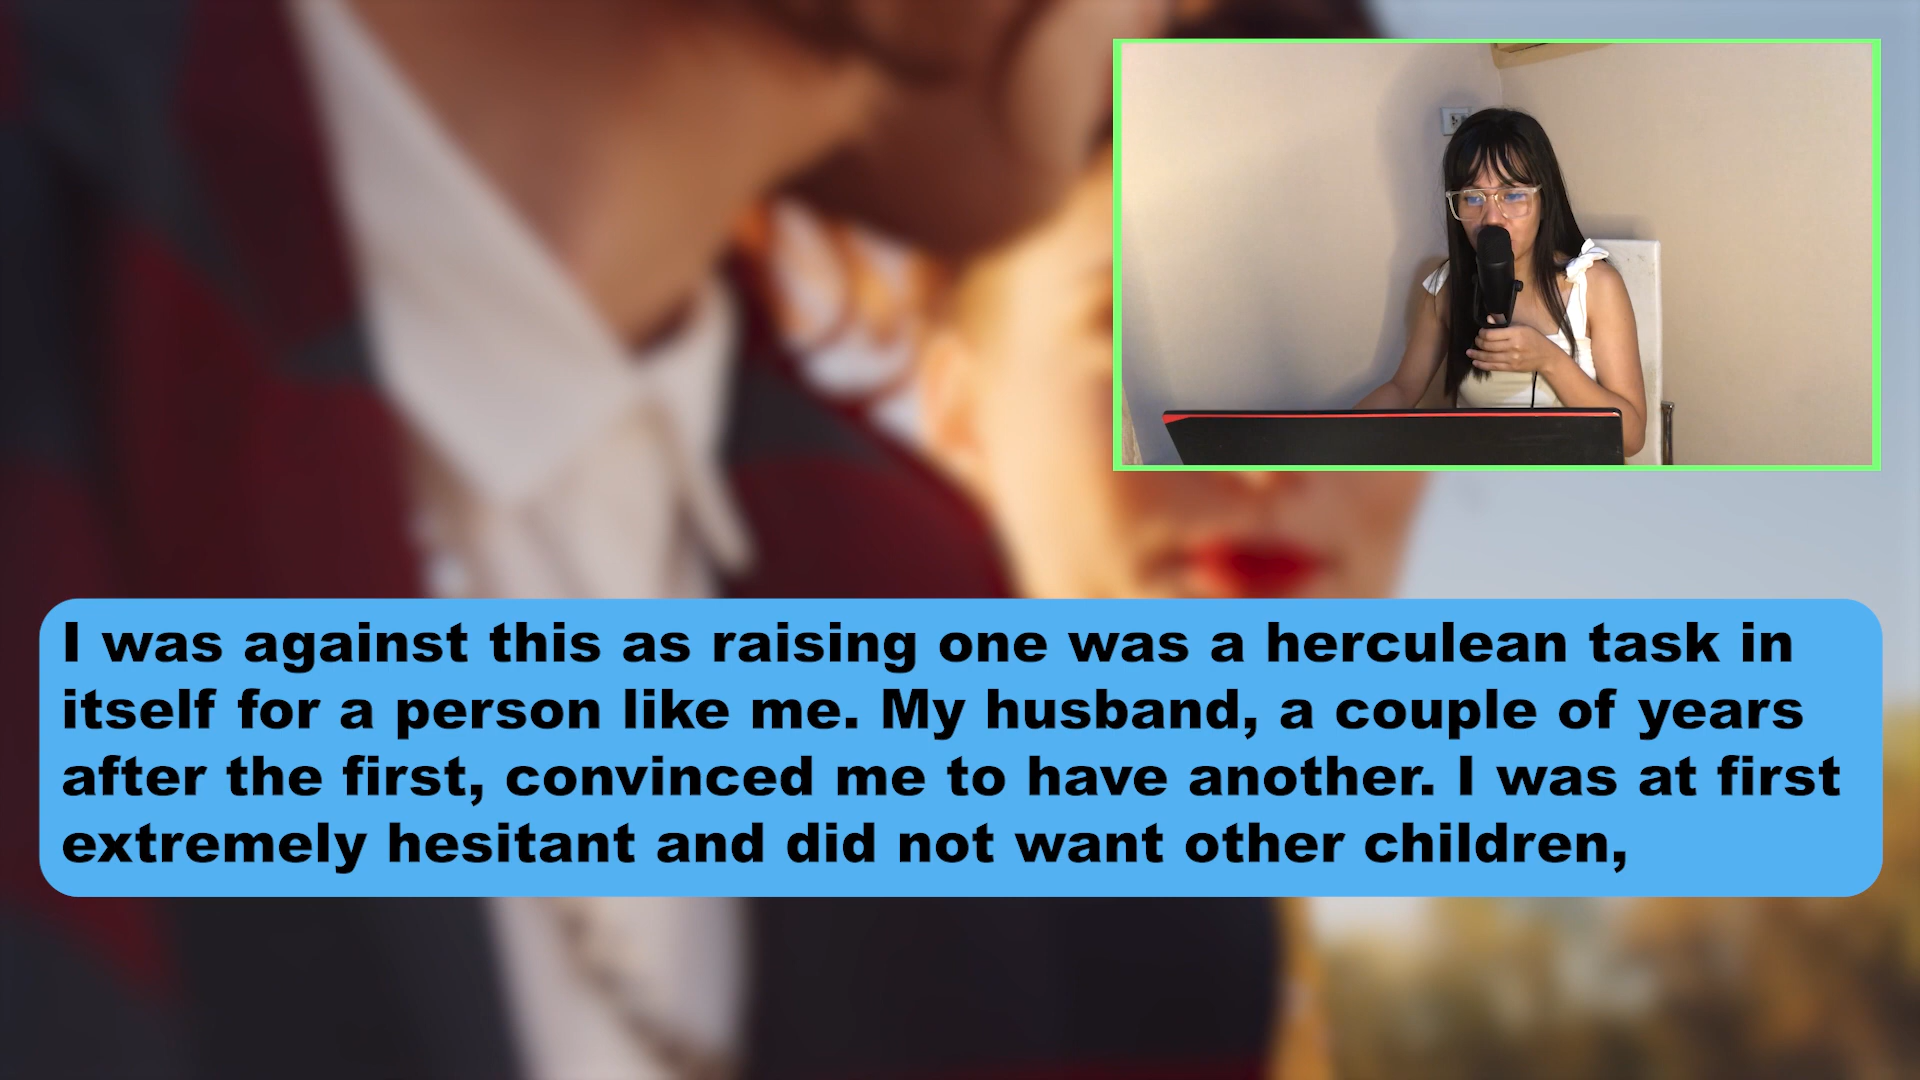 I was against this as raising one was a herculean task in
itself for a person like me. My husband, a couple of years
after the first, convinced me to have another. I was at first
extremely hesitant and did not want other children,